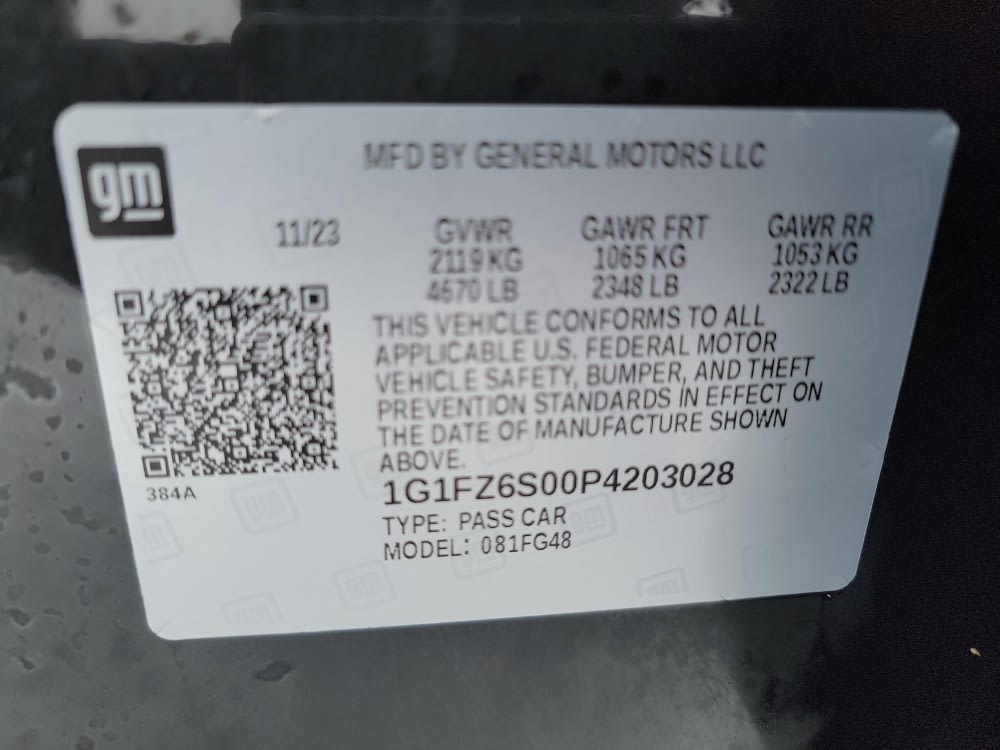 gm
MFD BY GENERAL MOTORS LLC
11/23
GVWR GAWR FRT GAWR RR
2119 KG 1065 KG 1053 KG
4670 LB 2348 LB 2322 LB
THIS VEHICLE CONFORMS TO ALL
APPLICABLE U.S. FEDERAL MOTOR
VEHICLE SAFETY, BUMPER, AND THEFT
PREVENTION STANDARDS IN EFFECT ON
THE DATE OF MANUFACTURE SHOWN
ABOVE.
384A
1G1FZ6S00P4203028
TYPE: PASS CAR
MODEL: 081FG48